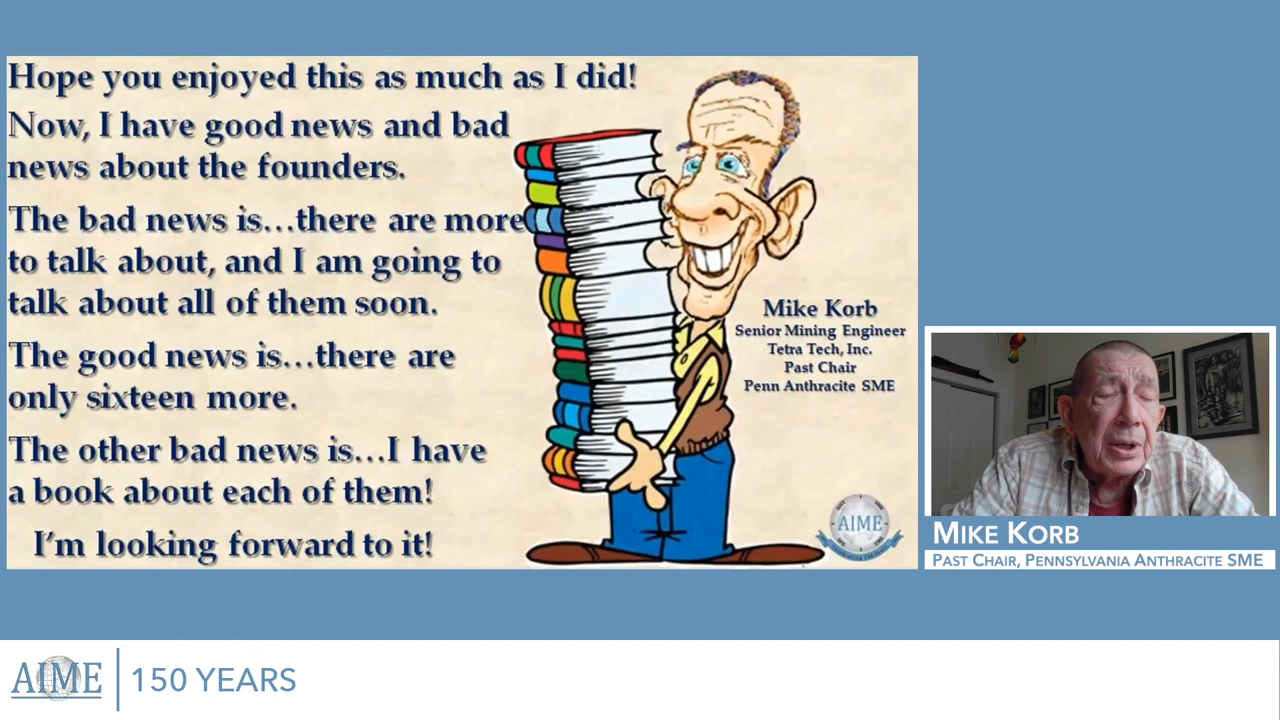 Hope you enjoyed this as much as I did!
Now, I have good news and bad
news about the founders.
The bad news is...there are more
to talk about, and I am going to
talk about all of them soon.
The good news is...there are
only sixteen more.
The other bad news is...I have
a book about each of them!
I'm looking forward to it!
Mike Korb
Senior Mining Engineer
Tetra Tech, Inc.
Past Chair
Penn Anthracite SME
AIME
MIKE KORB
PAST CHAIR, PENNSYLVANIA ANTHRACITE SME
AIME
150 YEARS